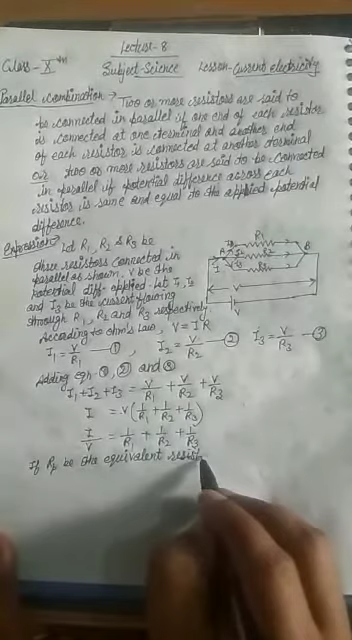 Lecture-8
Class-Xth Subject-Science Lesson-Current electricity
Parallel combination- Two or more resistors are said to
be connected in parallel if one end of each resistor
is connected at one terminal and another end
of each resistor is connected at another terminal
or two or more resistors are said to be connected
in parallel if potential difference across each
resistor is same and equal to the applied potential
difference.
Expression- Let R₁, R₂ & R₃ be
three resistors connected in
parallel as shown. V be the
potential diff. applied. Let I₁, I₂
and I₃ be the current flowing
through R₁, R₂ and R₃ respectively
According to ohm's law, V = IR
I₁ = V/R₁ —①, I₂ = V/R₂ —② I₃ = V/R₃ —③
Adding eqn ①, ② and ③
I₁ + I₂ + I₃ = V/R₁ + V/R₂ + V/R₃
I = V(1/R₁ + 1/R₂ + 1/R₃)
I/V = 1/R₁ + 1/R₂ + 1/R₃
If Rp be the equivalent resist
R₁
A I₂ R₂ B
I I₃ R₃
V
V